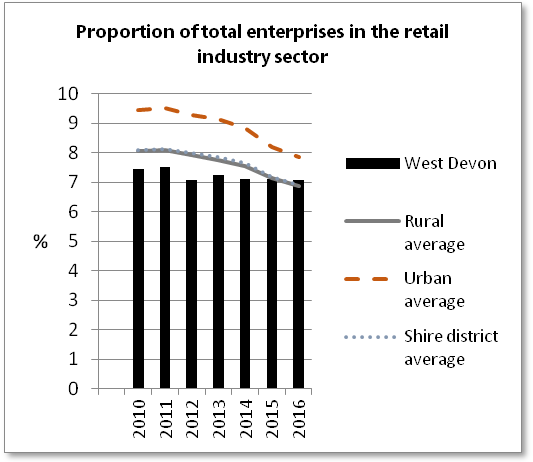 Proportion of total enterprises in the retail
industry sector
10
9
8
7
6
5
4
3
2
1
0
%
2010
2011
2012
2013
2014
2015
2016
West Devon
Rural
average
Urban
average
Shire district
average